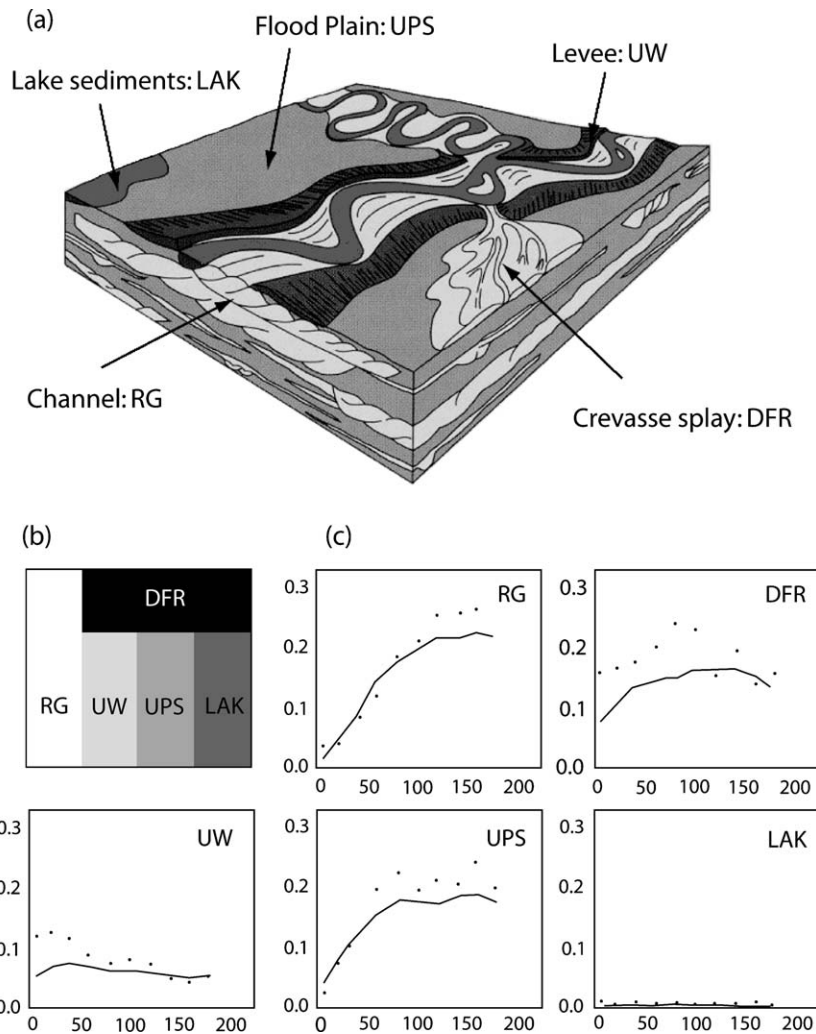 (a)
Flood Plain: UPS
Levee: UW
Lake sediments: LAK
Channel: RG
Crevasse splay: DFR
(b)
(c)
DFR
RG
UW
UPS
LAK
0.3
RG
0.2
0.1
0.0
0 50 100 150 200
0.3
DFR
0.2
0.1
0.0
0 50 100 150 200
0.3
UW
0.2
0.1
0.0
0 50 100 150 200
0.3
UPS
0.2
0.1
0.0
0 50 100 150 200
0.3
LAK
0.2
0.1
0.0
0 50 100 150 200